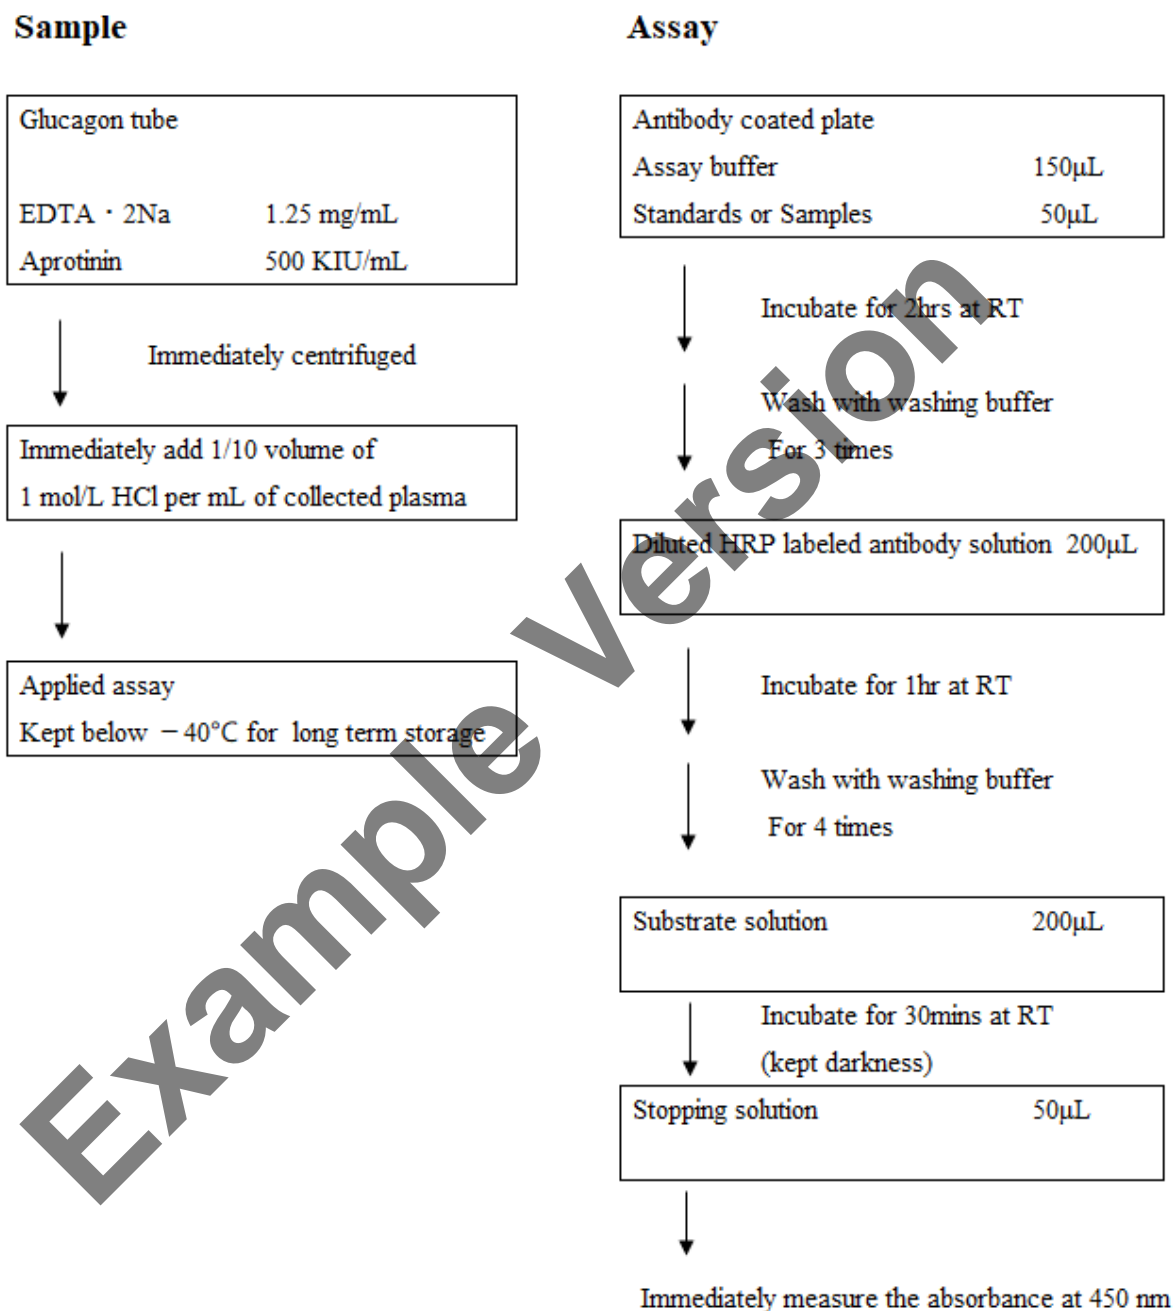 Sample
Glucagon tube
EDTA・2Na 1.25 mg/mL
Aprotinin 500 KIU/mL
Immediately centrifuged
Immediately add 1/10 volume of
1 mol/L HCl per mL of collected plasma
Applied assay
Kept below －40°C for long term storage
Assay
Antibody coated plate
Assay buffer 150μL
Standards or Samples 50μL
Incubate for 2hrs at RT
Wash with washing buffer
For 3 times
Diluted HRP labeled antibody solution 200μL
Incubate for 1hr at RT
Wash with washing buffer
For 4 times
Substrate solution 200μL
Incubate for 30mins at RT
(kept darkness)
Stopping solution 50μL
Immediately measure the absorbance at 450 nm
Example Version